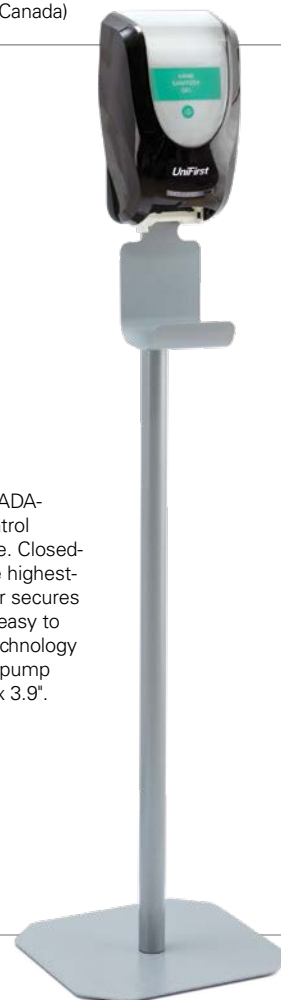 Canada)
HAND
SANITIZER
GEL
UniFirst
ADA-
trol
e. Closed-
e highest-
r secures
easy to
chnology
pump
x 3.9".